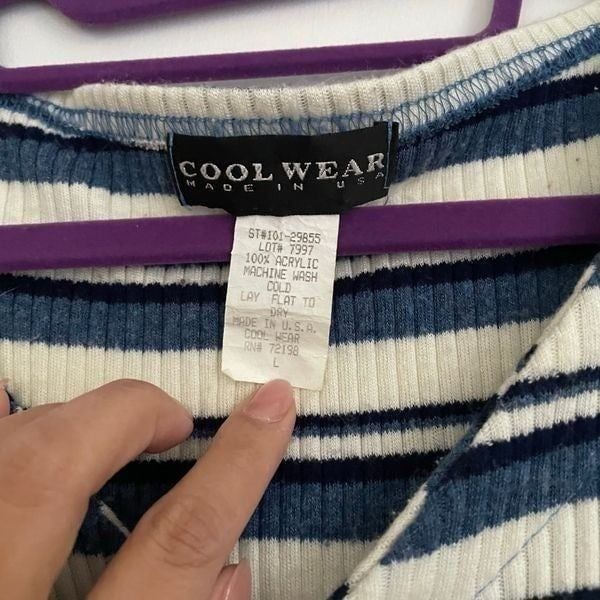 COOL WEAR
MADE IN USA
ST#101-29855
LOT# 7997
100% ACRYLIC
MACHINE WASH
COLD
LAY FLAT TO
DRY
MADE IN U.S.A.
COOL WEAR
RN# 72198
L